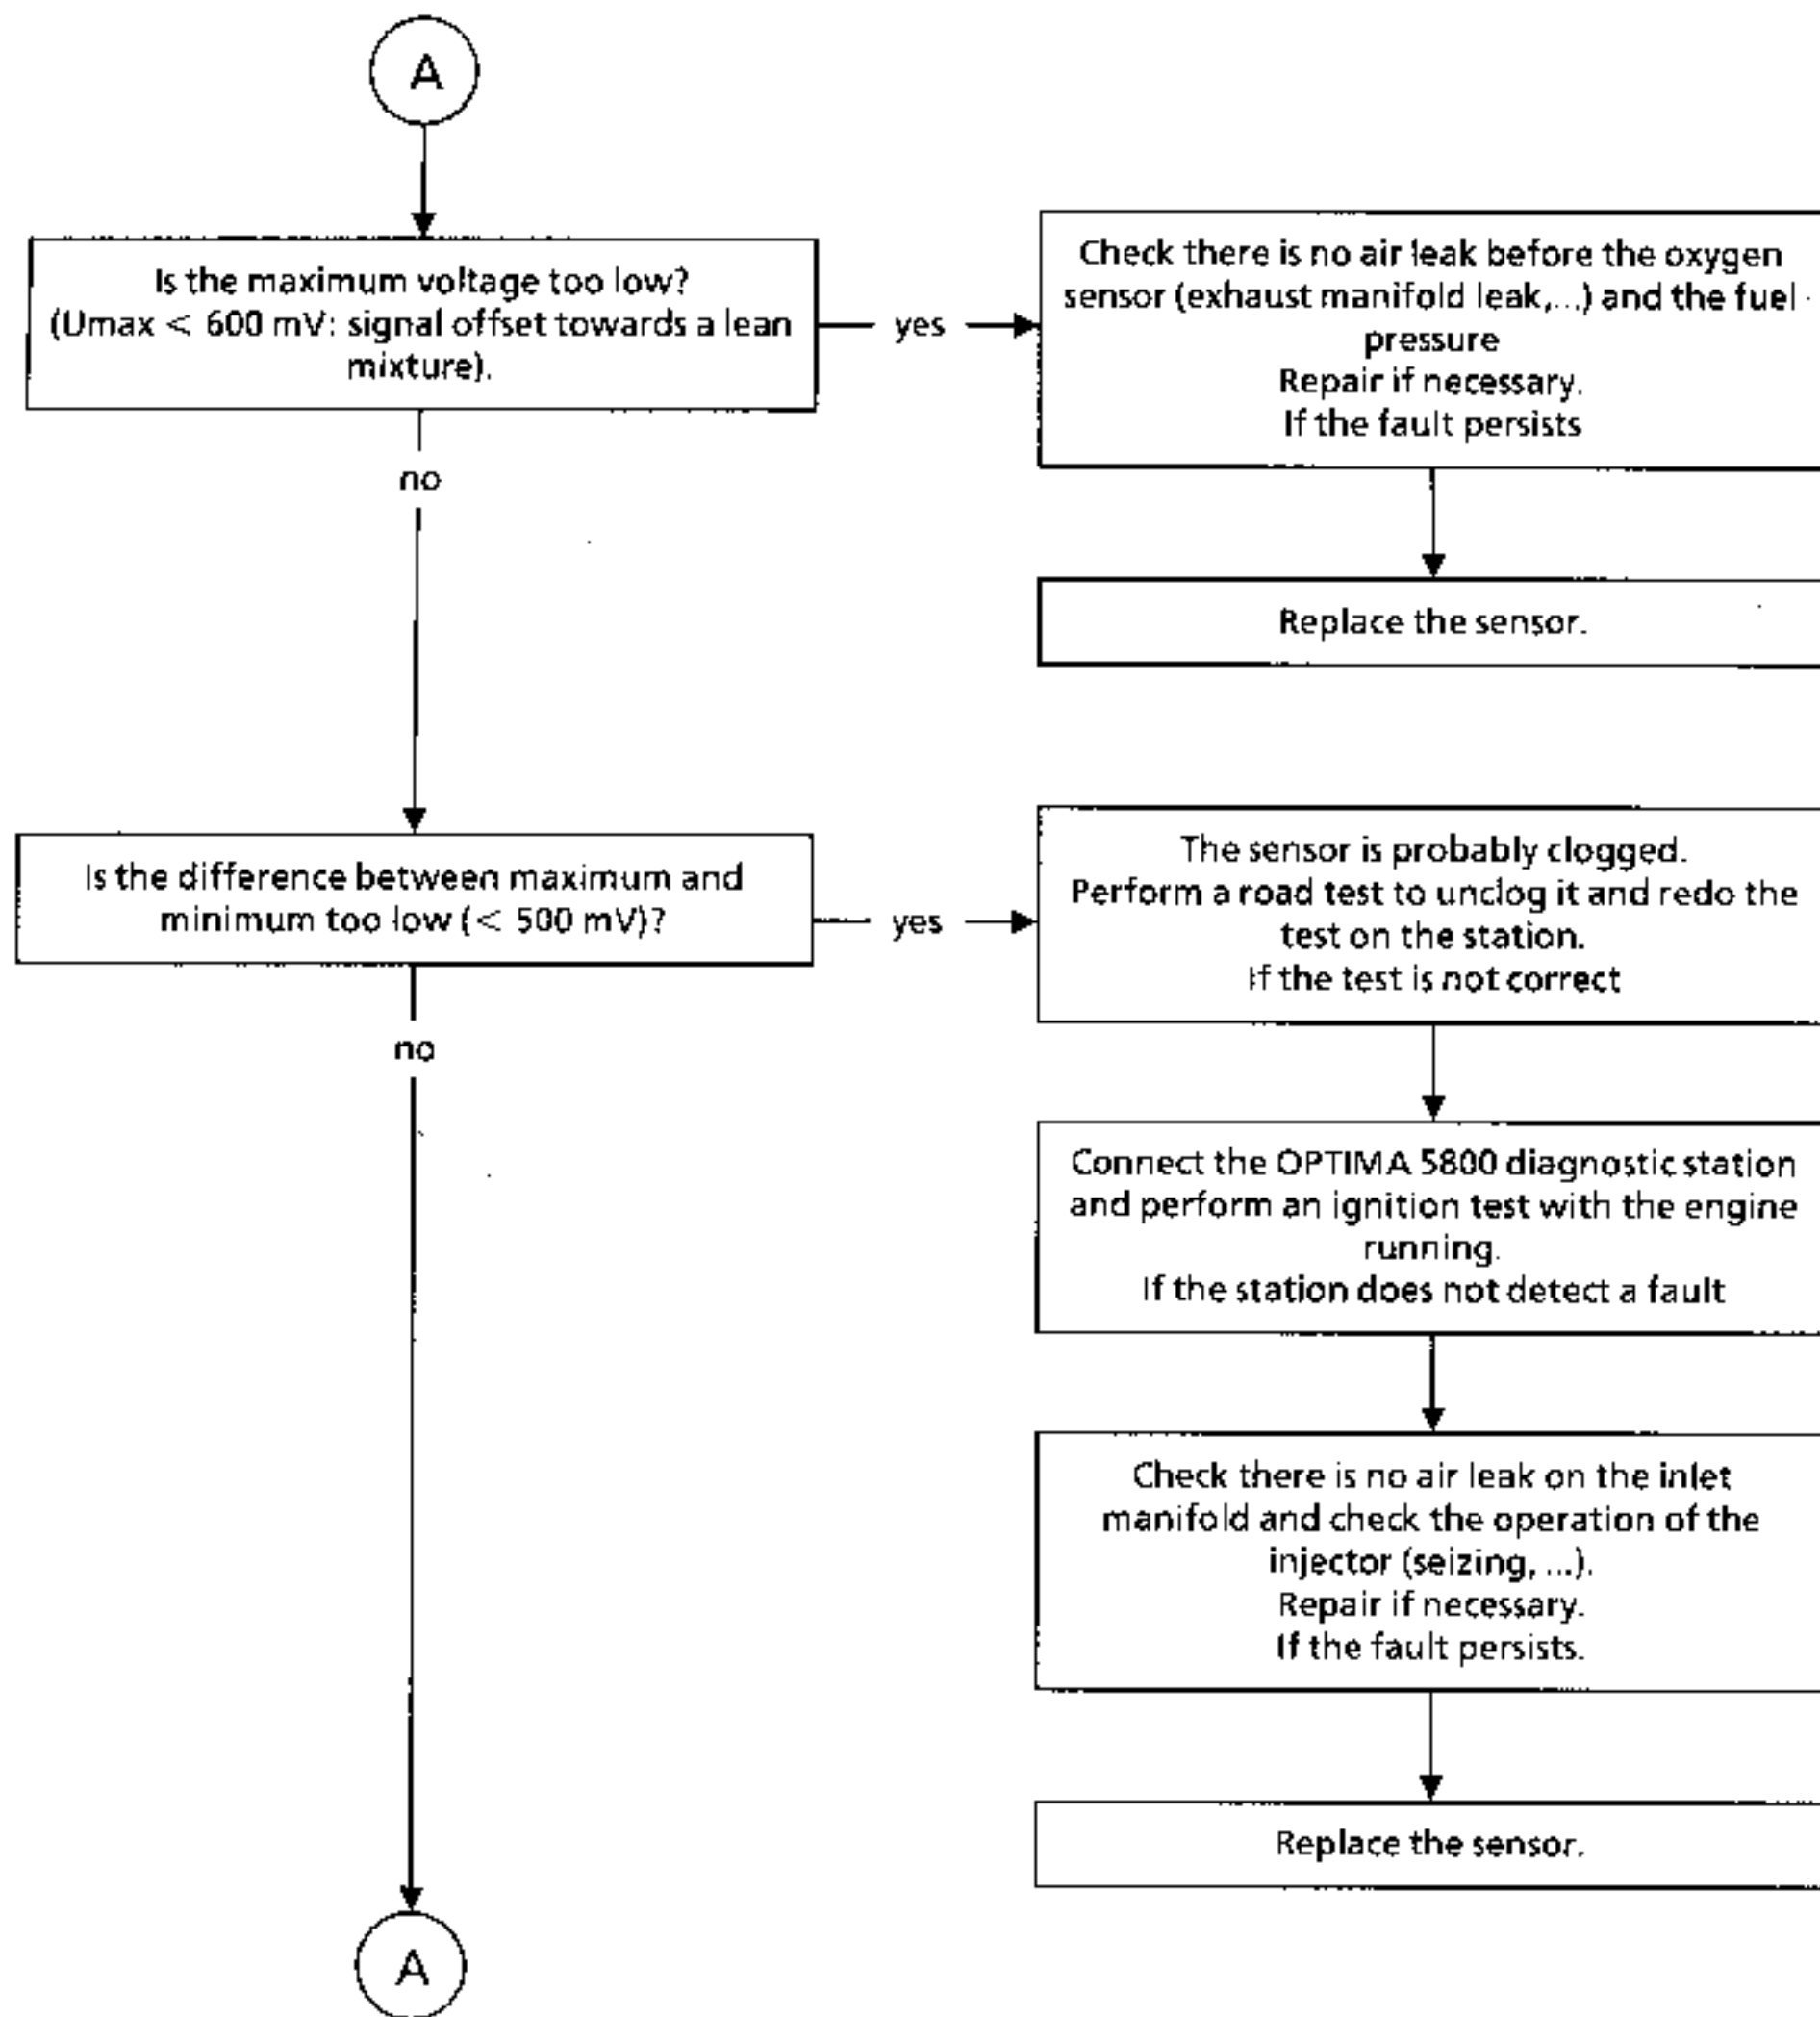 A
Is the maximum voltage too low?
(Umax < 600 mV: signal offset towards a lean
mixture).
yes
Check there is no air leak before the oxygen
sensor (exhaust manifold leak,...) and the fuel
pressure
Repair if necessary.
If the fault persists
no
Replace the sensor.
Is the difference between maximum and
minimum too low (< 500 mV)?
yes
The sensor is probably clogged.
Perform a road test to unclog it and redo the
test on the station.
If the test is not correct
no
Connect the OPTIMA 5800 diagnostic station
and perform an ignition test with the engine
running.
If the station does not detect a fault
Check there is no air leak on the inlet
manifold and check the operation of the
injector (seizing, ...).
Repair if necessary.
If the fault persists.
Replace the sensor.
A